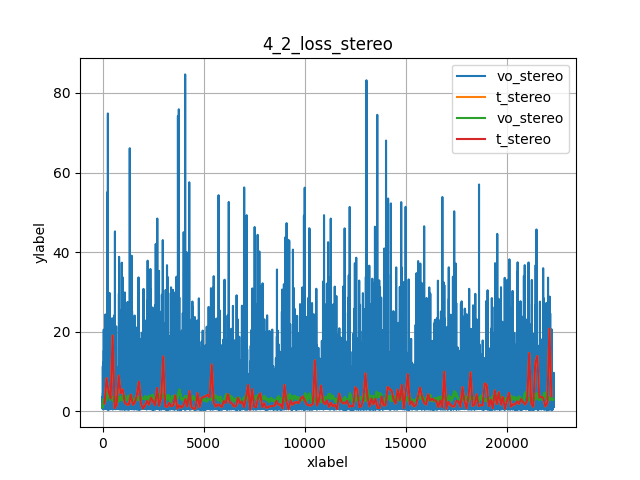 4_2_loss_stereo
vo_stereo
t_stereo
vo_stereo
t_stereo
ylabel
80
60
40
20
0
0 5000 10000 15000 20000
xlabel